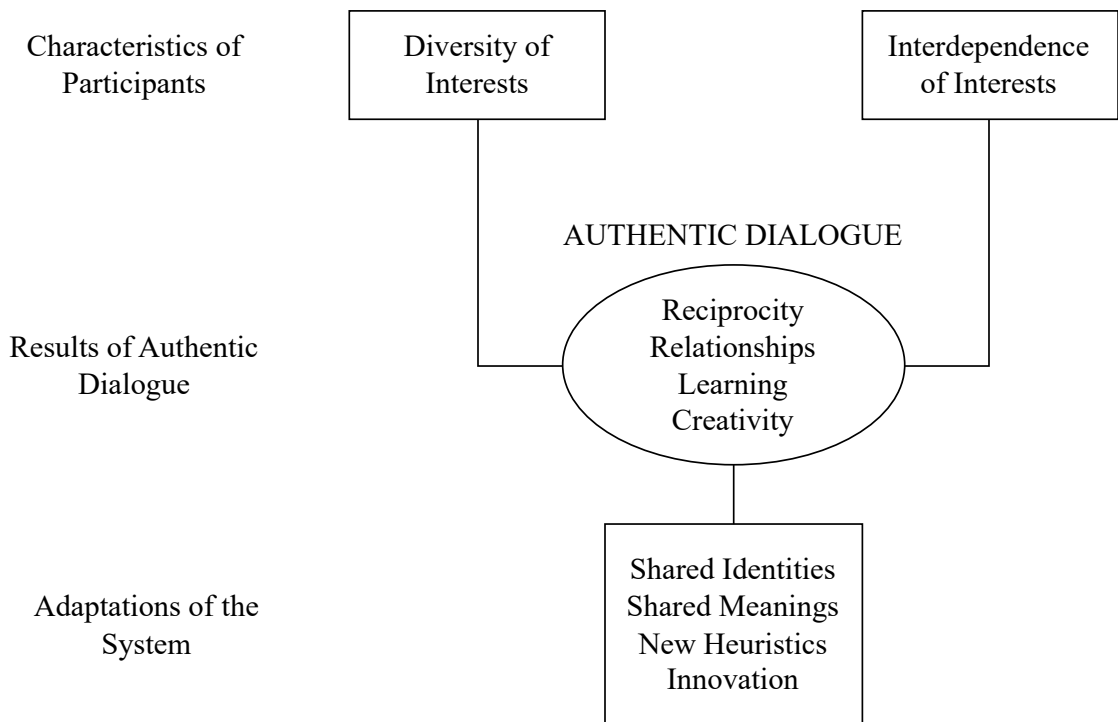 Characteristics of
Participants
Diversity of
Interests
Interdependence
of Interests
AUTHENTIC DIALOGUE
Results of Authentic
Dialogue
Reciprocity
Relationships
Learning
Creativity
Adaptations of the
System
Shared Identities
Shared Meanings
New Heuristics
Innovation